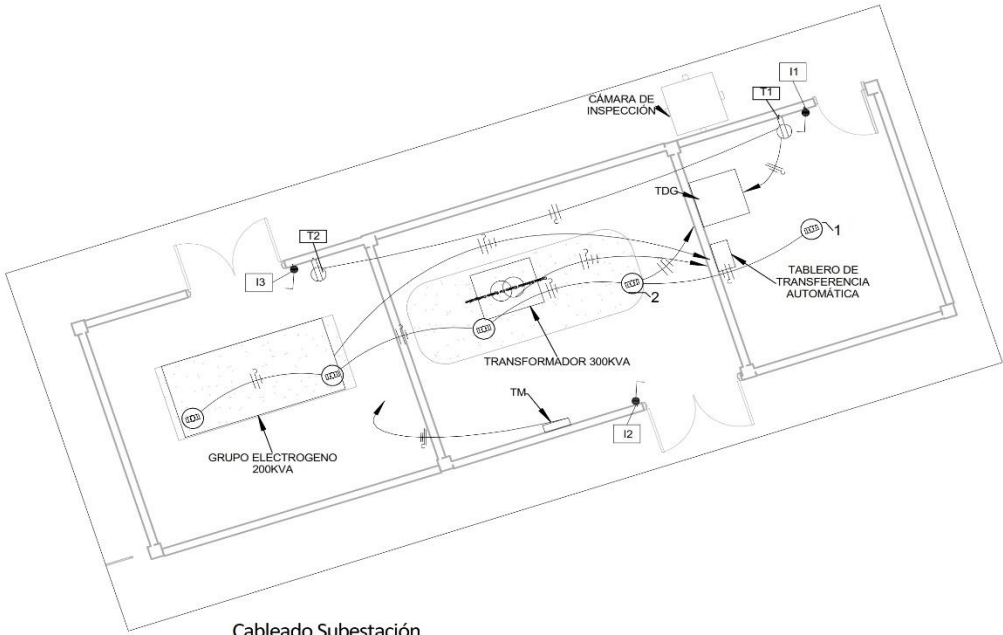 I1
CÁMARA DE
INSPECCIÓN
T1
TDG
T2
1
I3
TABLERO DE
TRANSFERENCIA
AUTOMÁTICA
2
TRANSFORMADOR 300KVA
TM
I2
GRUPO ELECTROGENO
200KVA
Cableado Subestación